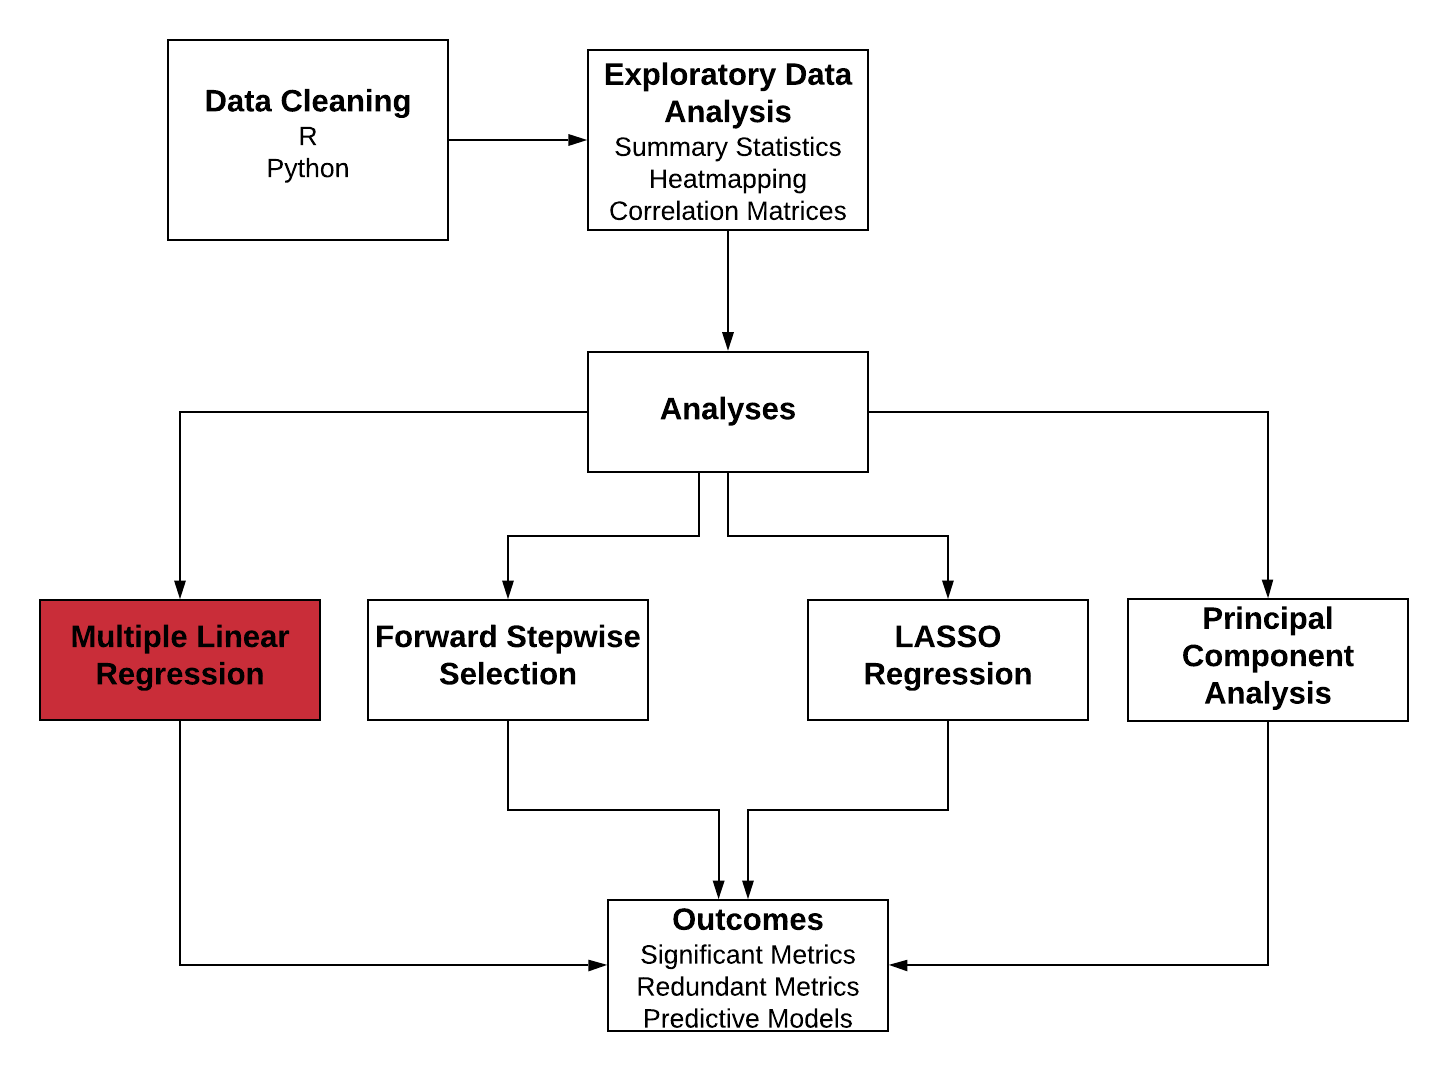 Data Cleaning
R
Python
Exploratory Data
Analysis
Summary Statistics
Heatmapping
Correlation Matrices
Analyses
Multiple Linear
Regression
Forward Stepwise
Selection
LASSO
Regression
Principal
Component
Analysis
Outcomes
Significant Metrics
Redundant Metrics
Predictive Models